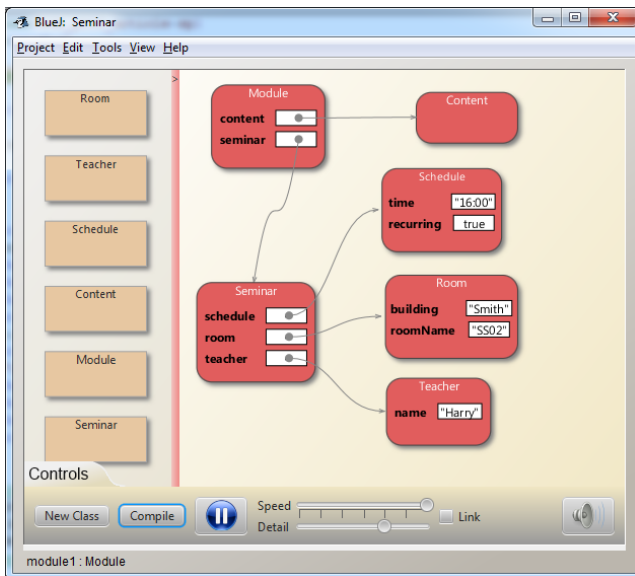 BlueJ: Seminar
Project Edit Tools View Help
Room
Teacher
Schedule
Content
Module
Seminar
>
Module
content
seminar
Content
Schedule
time "16:00"
recurring true
Seminar
schedule
room
teacher
Room
building "Smith"
roomName "SS02"
Teacher
name "Harry"
Controls
New Class Compile
Speed
Detail
Link
module1 : Module